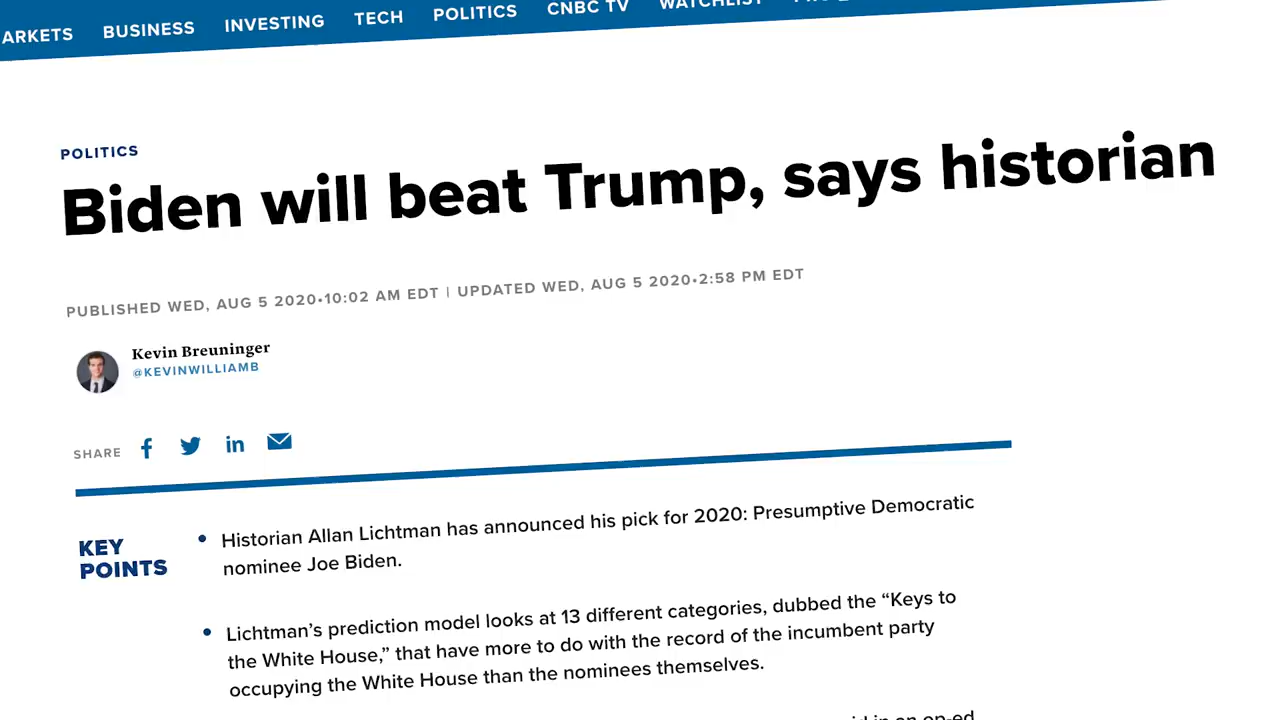 ARKETS BUSINESS INVESTING TECH POLITICS CNBC TV WATCHLIST
POLITICS
Biden will beat Trump, says historian
PUBLISHED WED, AUG 5 2020•10:02 AM EDT | UPDATED WED, AUG 5 2020•2:58 PM EDT
Kevin Breuninger
@KEVINWILLIAMB
SHARE
KEY
POINTS
• Historian Allan Lichtman has announced his pick for 2020: Presumptive Democratic
nominee Joe Biden.
• Lichtman’s prediction model looks at 13 different categories, dubbed the “Keys to
the White House,” that have more to do with the record of the incumbent party
occupying the White House than the nominees themselves.
in an op-ed